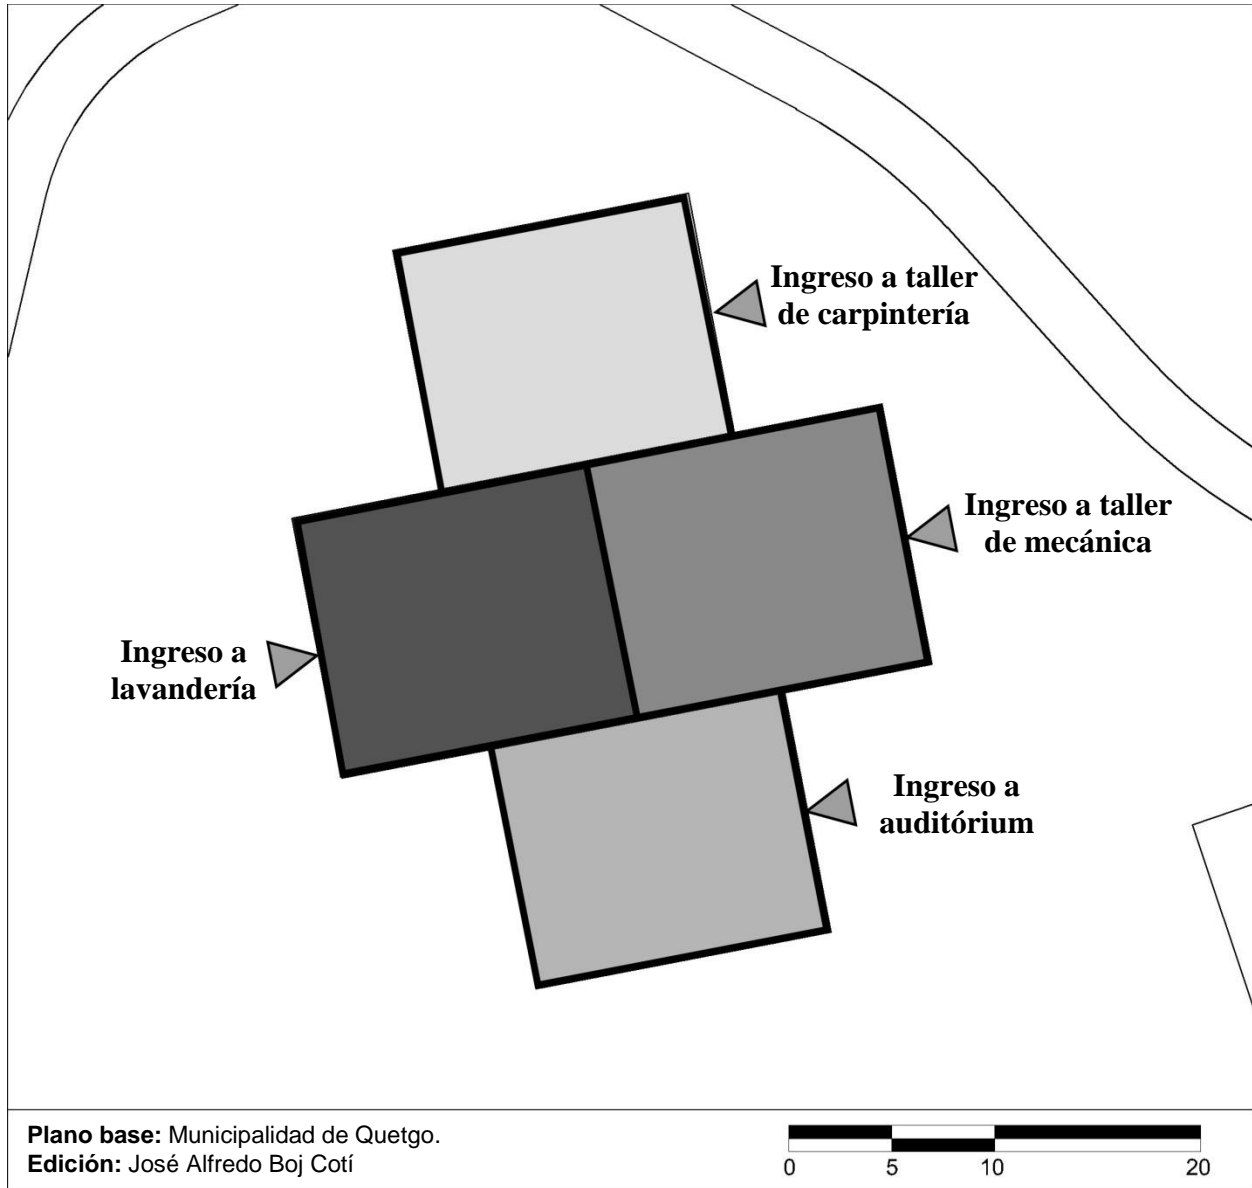 Ingreso a taller
de carpintería
Ingreso a taller
de mecánica
Ingreso a
lavandería
Ingreso a
auditórium
Plano base: Municipalidad de Quetgo.
Edición: José Alfredo Boj Cotí
0 5 10 20